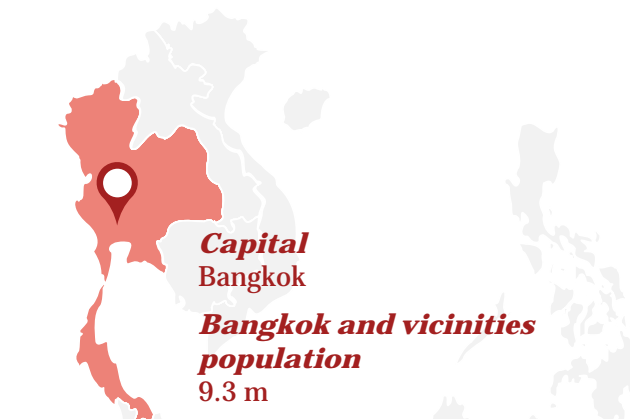 Capital
Bangkok
Bangkok and vicinities
population
9.3 m